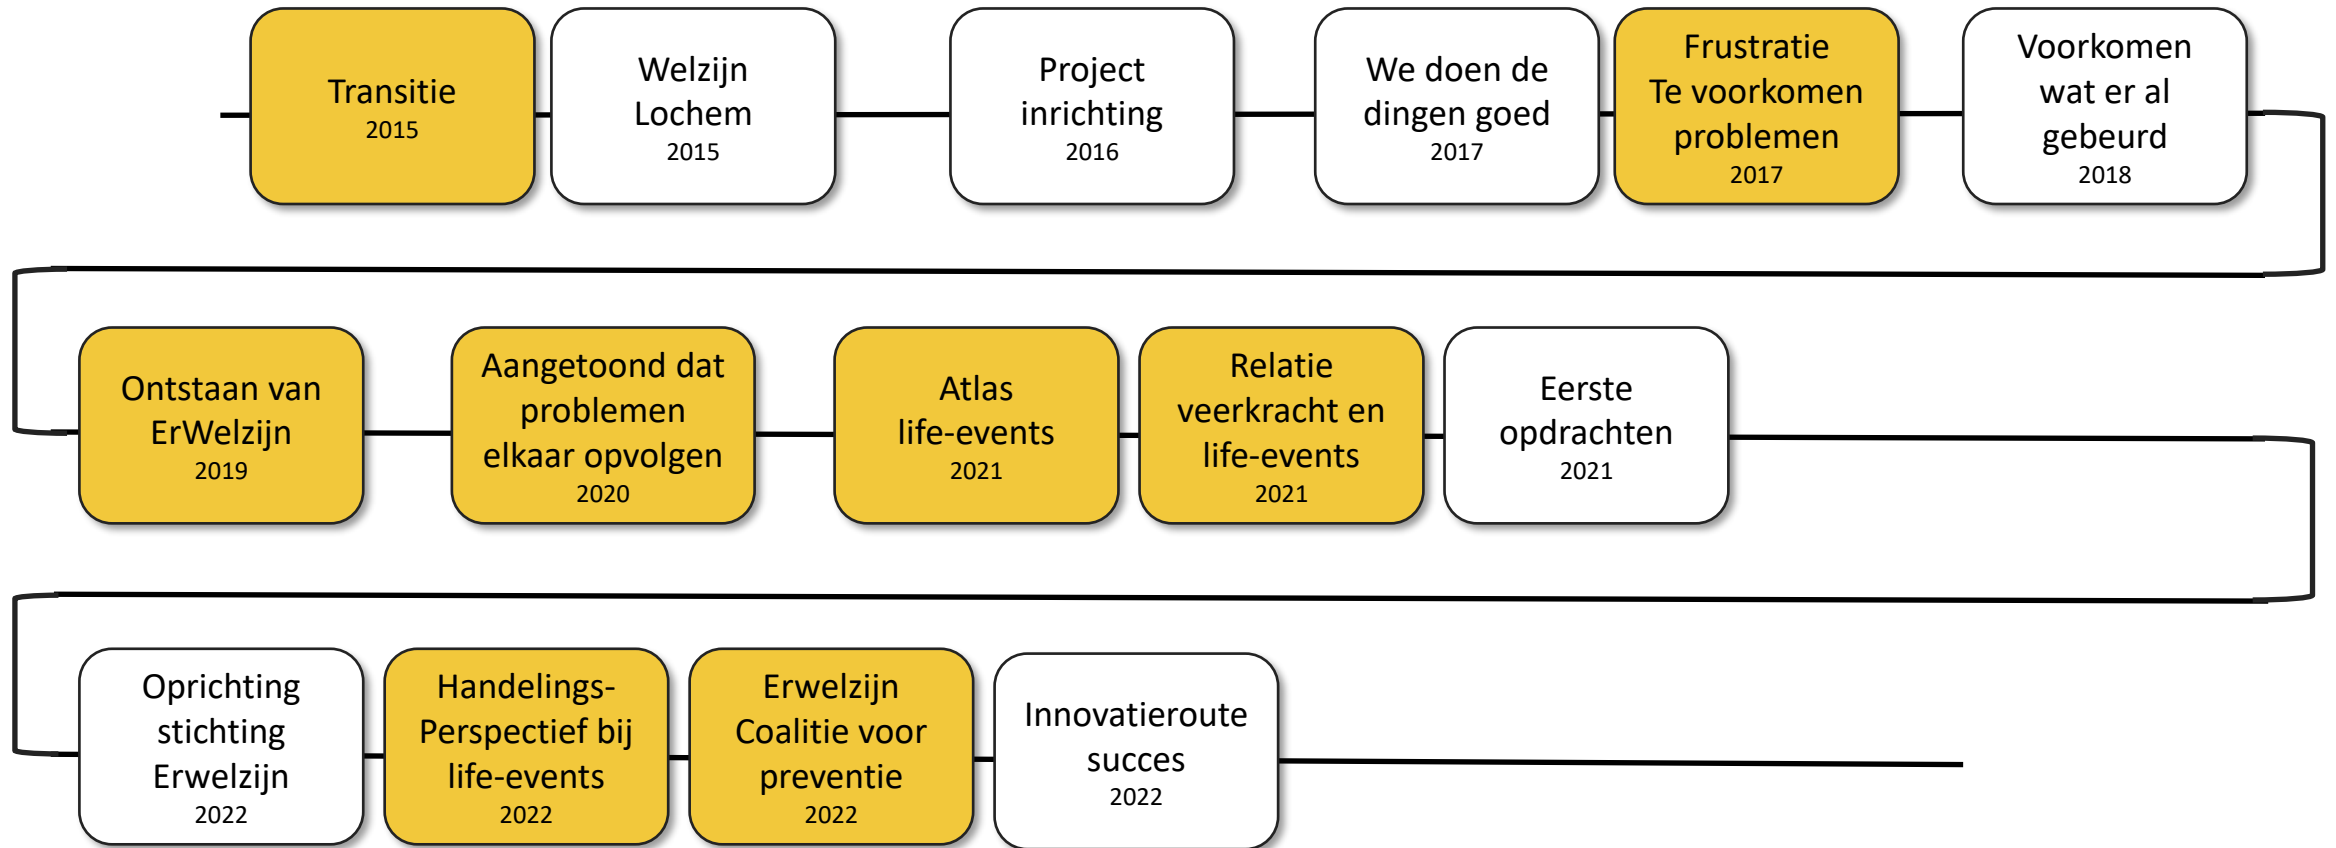 Transitie
2015
Welzijn
Lochem
2015
Project
inrichting
2016
We doen de
dingen goed
2017
Frustratie
Te voorkomen
problemen
2017
Voorkomen
wat er al
gebeurd
2018
Ontstaan van
ErWelzijn
2019
Aangetoond dat
problemen
elkaar opvolgen
2020
Atlas
life-events
2021
Relatie
veerkracht en
life-events
2021
Eerste
opdrachten
2021
Oprichting
stichting
Erwelzijn
2022
Handelings-
Perspectief bij
life-events
2022
Erwelzijn
Coalitie voor
preventie
2022
Innovatieroute
succes
2022